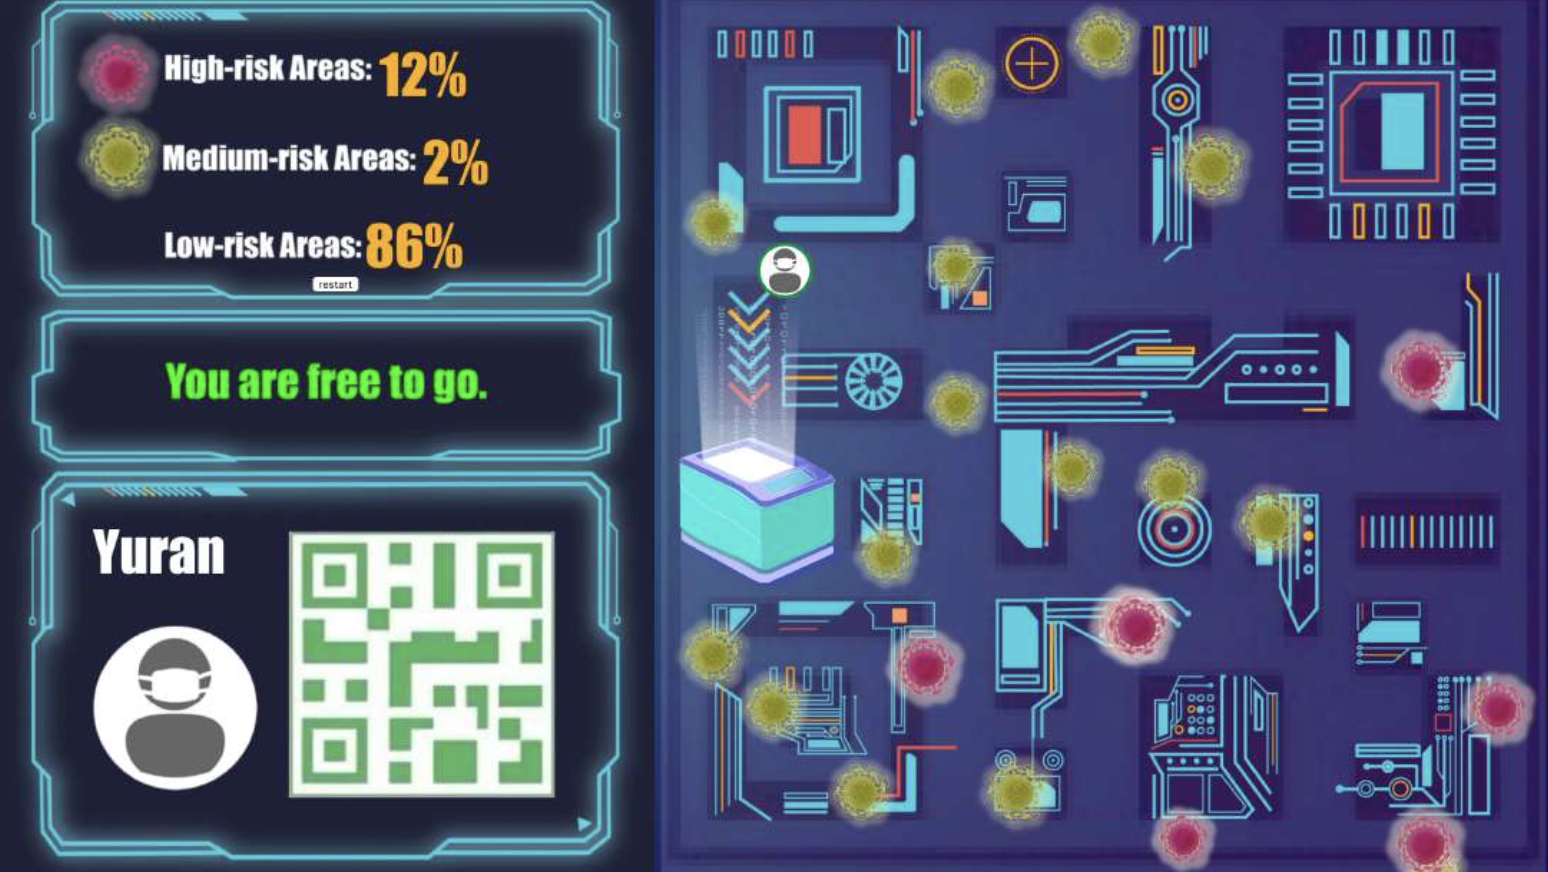 High-risk Areas: 12%
Medium-risk Areas: 2%
Low-risk Areas: 86%
restart
You are free to go.
Yuran